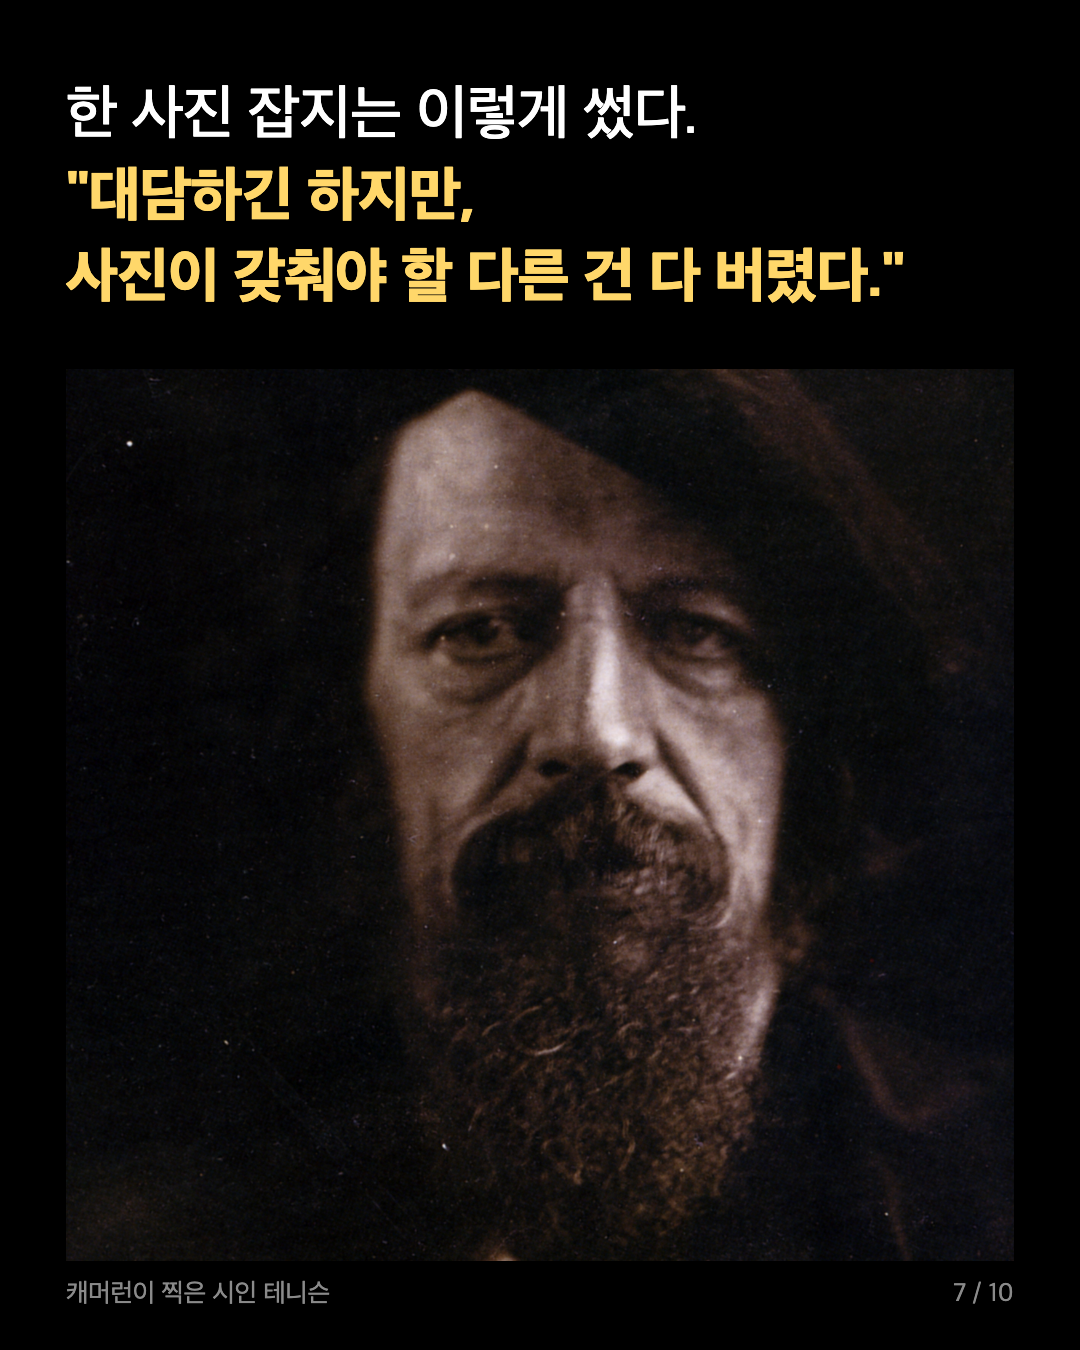 한 사진 잡지는 이렇게 썼다.
"대담하긴 하지만,
사진이 갖춰야 할 다른 건 다 버렸다."
캐머런이 찍은 시인 테니슨
7 / 10